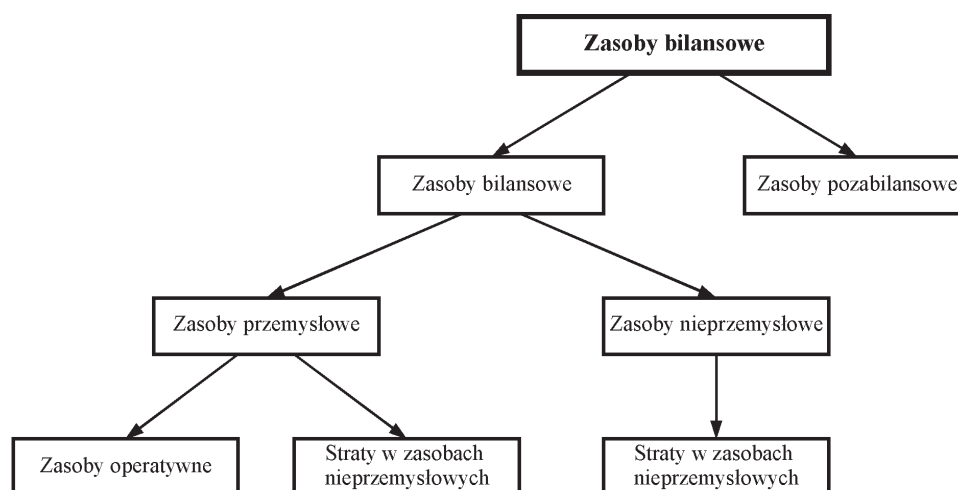 Zasoby bilansowe
Zasoby bilansowe
Zasoby pozabilansowe
Zasoby przemysłowe
Zasoby nieprzemysłowe
Zasoby operatywne
Straty w zasobach
nieprzemysłowych
Straty w zasobach
nieprzemysłowych